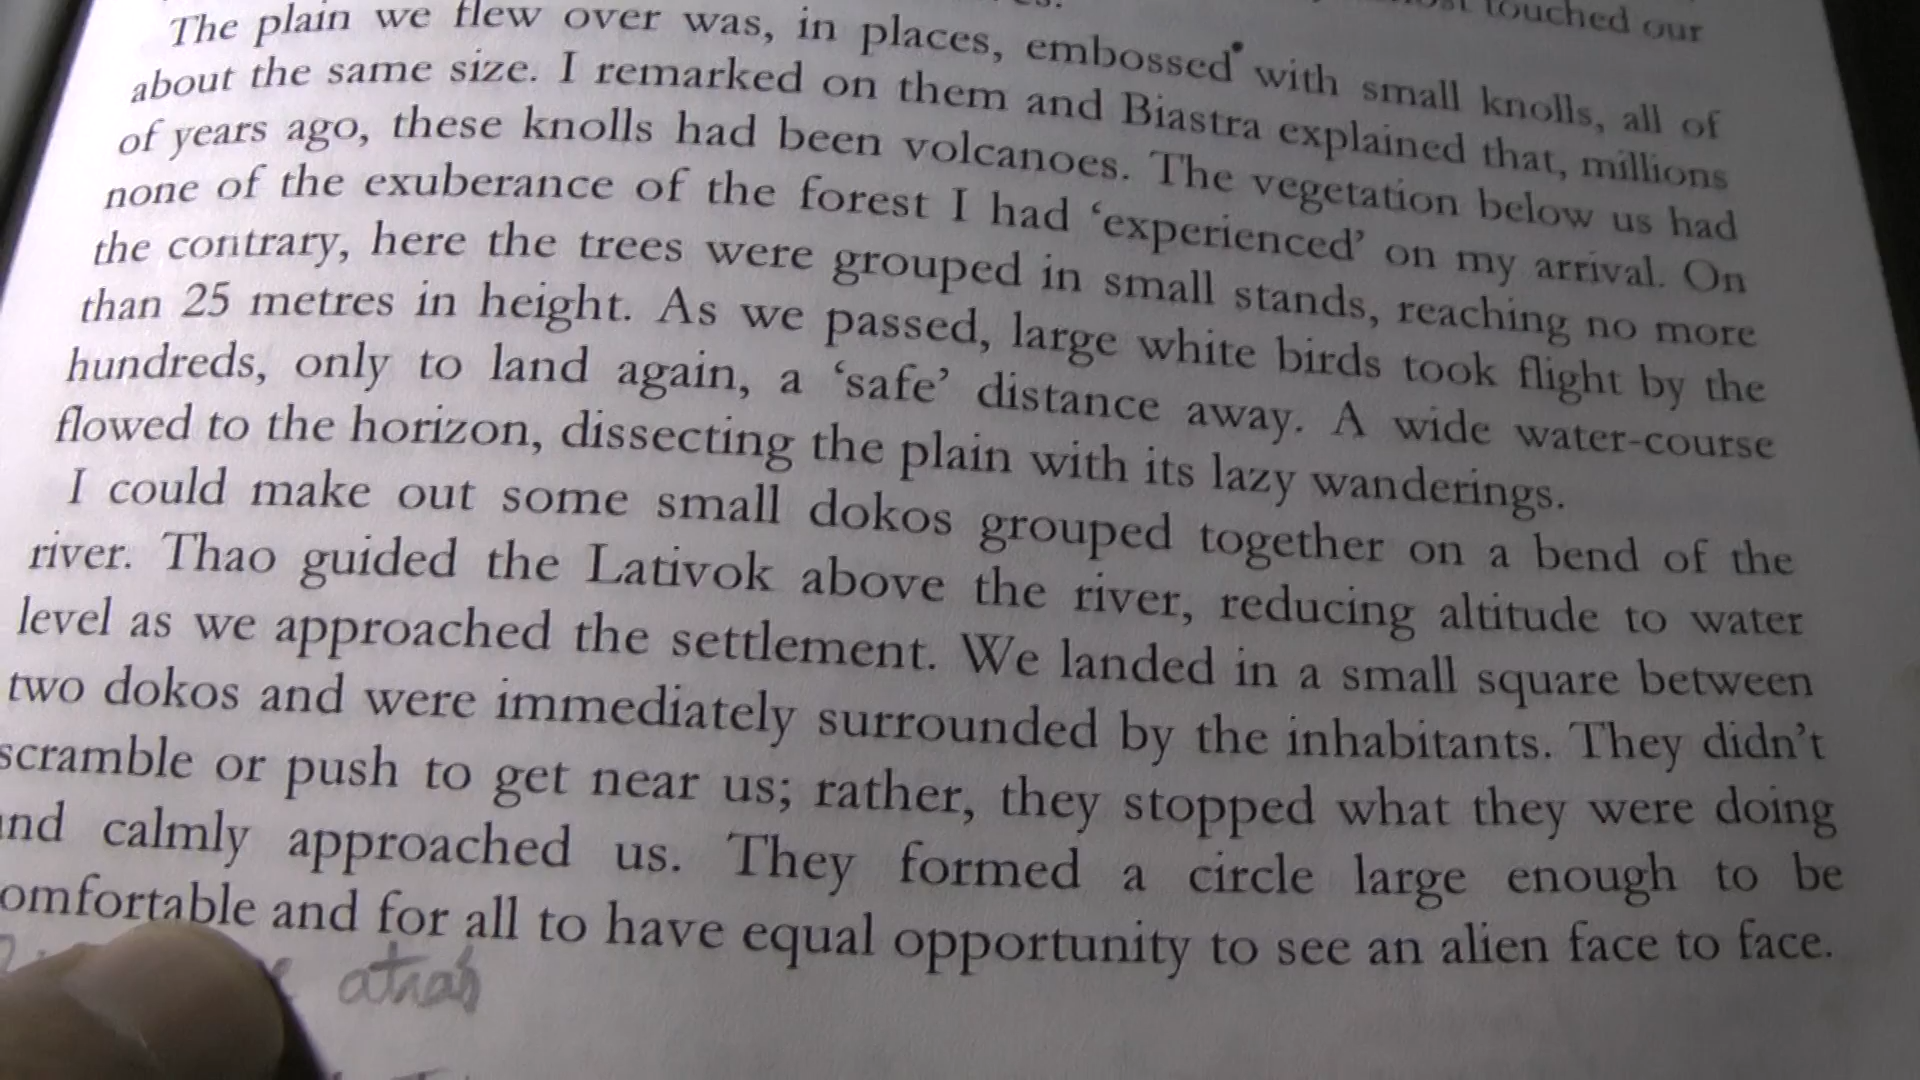 touched our
The plain we flew over was, in places, embossed with small knolls, all of
about the same size. I remarked on them and Biastra explained that, millions
of years ago, these knolls had been volcanoes. The vegetation below us had
none of the exuberance of the forest I had ‘experienced’ on my arrival. On
the contrary, here the trees were grouped in small stands, reaching no more
than 25 metres in height. As we passed, large white birds took flight by the
hundreds, only to land again, a ‘safe’ distance away. A wide water-course
flowed to the horizon, dissecting the plain with its lazy wanderings.
I could make out some small dokos grouped together on a bend of the
river. Thao guided the Lativok above the river, reducing altitude to water
level as we approached the settlement. We landed in a small square between
two dokos and were immediately surrounded by the inhabitants. They didn’t
scramble or push to get near us; rather, they stopped what they were doing
nd calmly approached us. They formed a circle large enough to be
omfortable and for all to have equal opportunity to see an alien face to face.